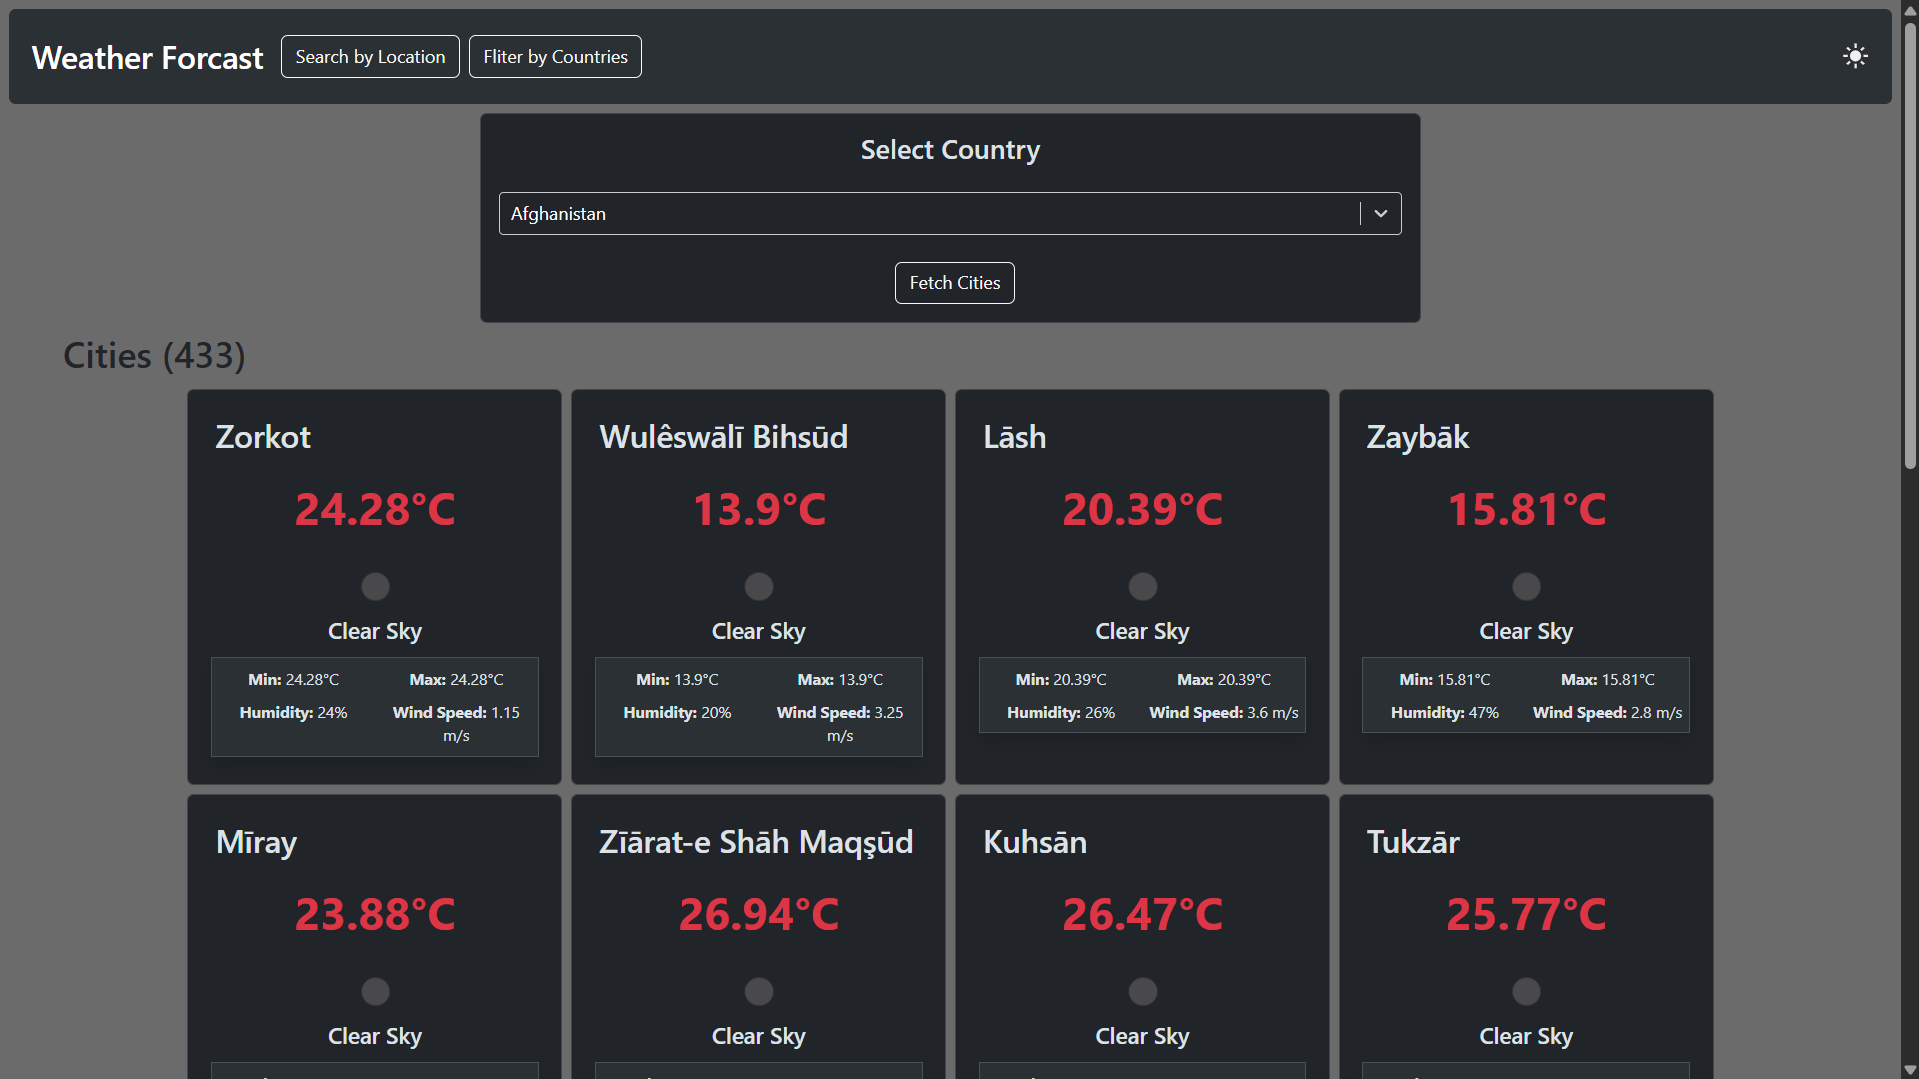 Weather Forcast
Search by Location
Fliter by Countries
Select Country
Afghanistan
Fetch Cities
Cities (433)
Zorkot
24.28°C
Clear Sky
Min: 24.28°C Max: 24.28°C
Humidity: 24% Wind Speed: 1.15
m/s
Wulêswālī Bihsūd
13.9°C
Clear Sky
Min: 13.9°C Max: 13.9°C
Humidity: 20% Wind Speed: 3.25
m/s
Lāsh
20.39°C
Clear Sky
Min: 20.39°C Max: 20.39°C
Humidity: 26% Wind Speed: 3.6 m/s
Zaybāk
15.81°C
Clear Sky
Min: 15.81°C Max: 15.81°C
Humidity: 47% Wind Speed: 2.8 m/s
Mīray
23.88°C
Clear Sky
Zīārat-e Shāh Maqşūd
26.94°C
Clear Sky
Kuhsān
26.47°C
Clear Sky
Tukzār
25.77°C
Clear Sky